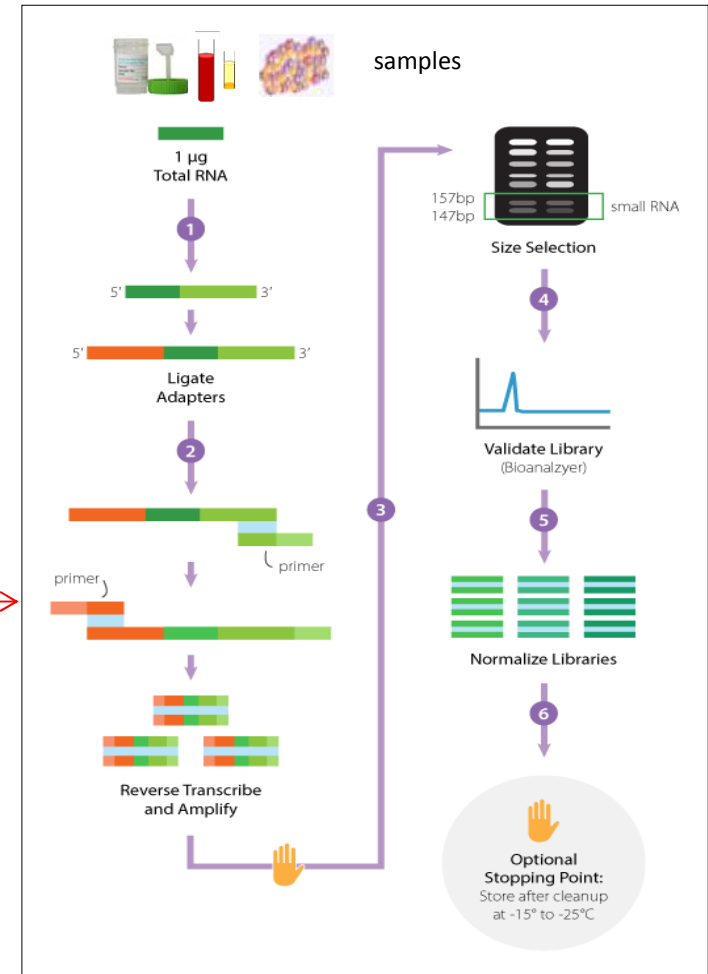 samples
1 µg
Total RNA
1
5' 3'
5' 3'
Ligate
Adapters
2
primer
primer
Reverse Transcribe
and Amplify
3
157bp
147bp
small RNA
Size Selection
4
Validate Library
(Bioanalzyer)
5
Normalize Libraries
6
Optional
Stopping Point:
Store after cleanup
at -15° to -25°C